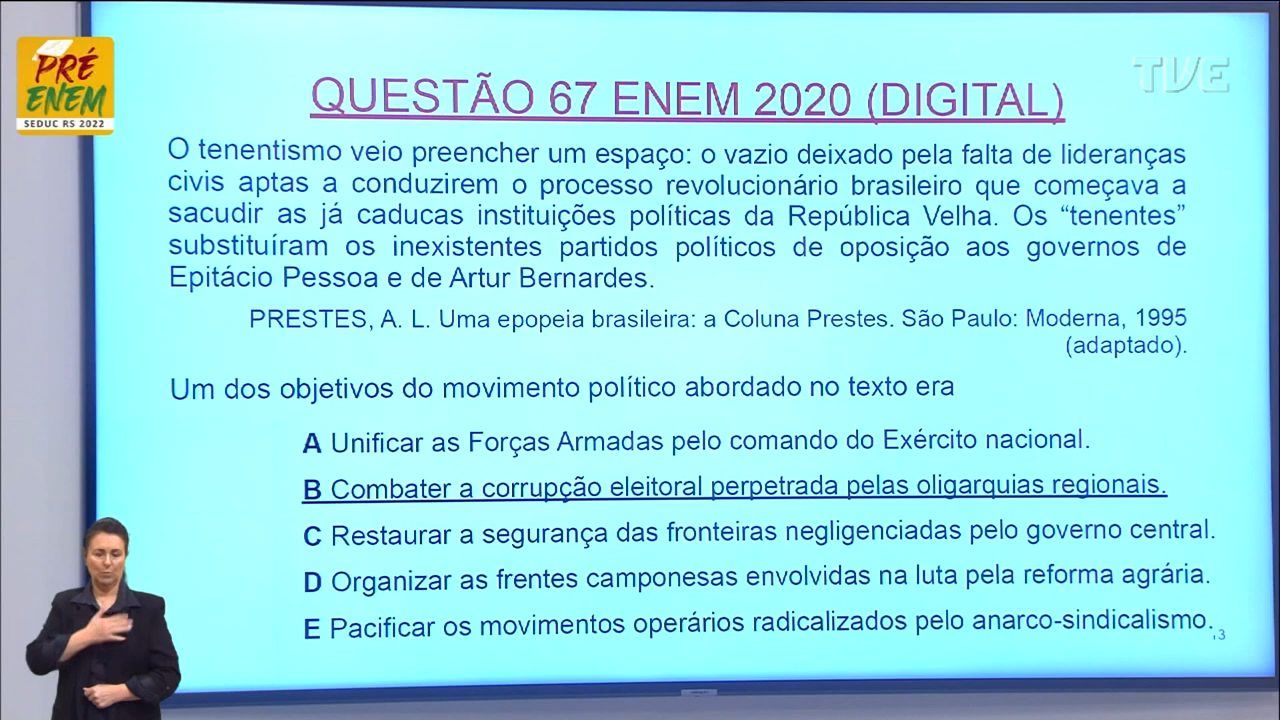 PRÉ
ENEM
SEDUC RS 2022
TVE
QUESTÃO 67 ENEM 2020 (DIGITAL)
O tenentismo veio preencher um espaço: o vazio deixado pela falta de lideranças
civis aptas a conduzirem o processo revolucionário brasileiro que começava a
sacudir as já caducas instituições políticas da República Velha. Os “tenentes”
substituíram os inexistentes partidos políticos de oposição aos governos de
Epitácio Pessoa e de Artur Bernardes.
PRESTES, A. L. Uma epopeia brasileira: a Coluna Prestes. São Paulo: Moderna, 1995
(adaptado).
Um dos objetivos do movimento político abordado no texto era
A Unificar as Forças Armadas pelo comando do Exército nacional.
B Combater a corrupção eleitoral perpetrada pelas oligarquias regionais.
C Restaurar a segurança das fronteiras negligenciadas pelo governo central.
D Organizar as frentes camponesas envolvidas na luta pela reforma agrária.
E Pacificar os movimentos operários radicalizados pelo anarco-sindicalismo.